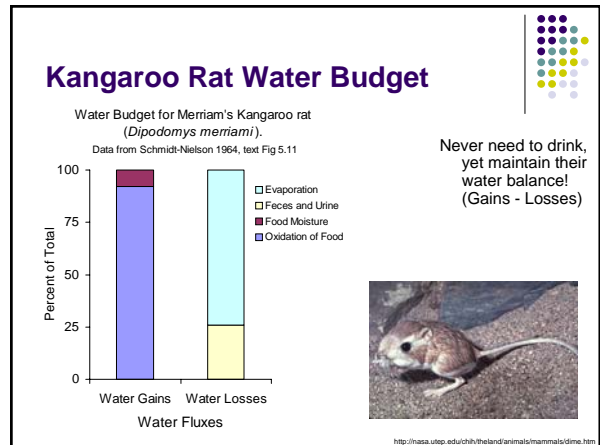 Kangaroo Rat Water Budget
Water Budget for Merriam's Kangaroo rat
(Dipodomys merriami).
Data from Schmidt-Nielson 1964, text Fig 5.11
Never need to drink,
yet maintain their
water balance!
(Gains - Losses)
100
75
50
25
0
Percent of Total
Evaporation
Feces and Urine
Food Moisture
Oxidation of Food
Water Gains
Water Losses
Water Fluxes
http://nasa.utep.edu/chih/theland/animals/mammals/dime.htm